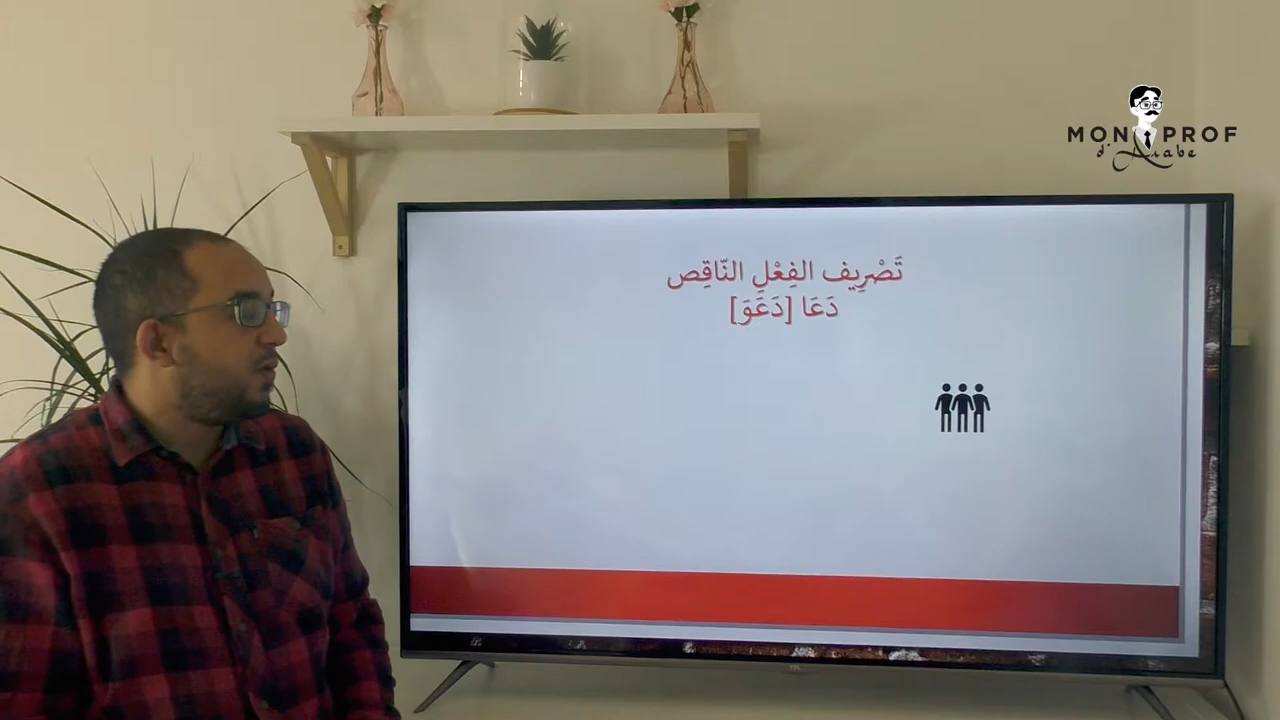 MON PROF
d'Arabe
تَصْرِيف الفِعْلِ النّاقِص
دَعَا [دَعَوَ]